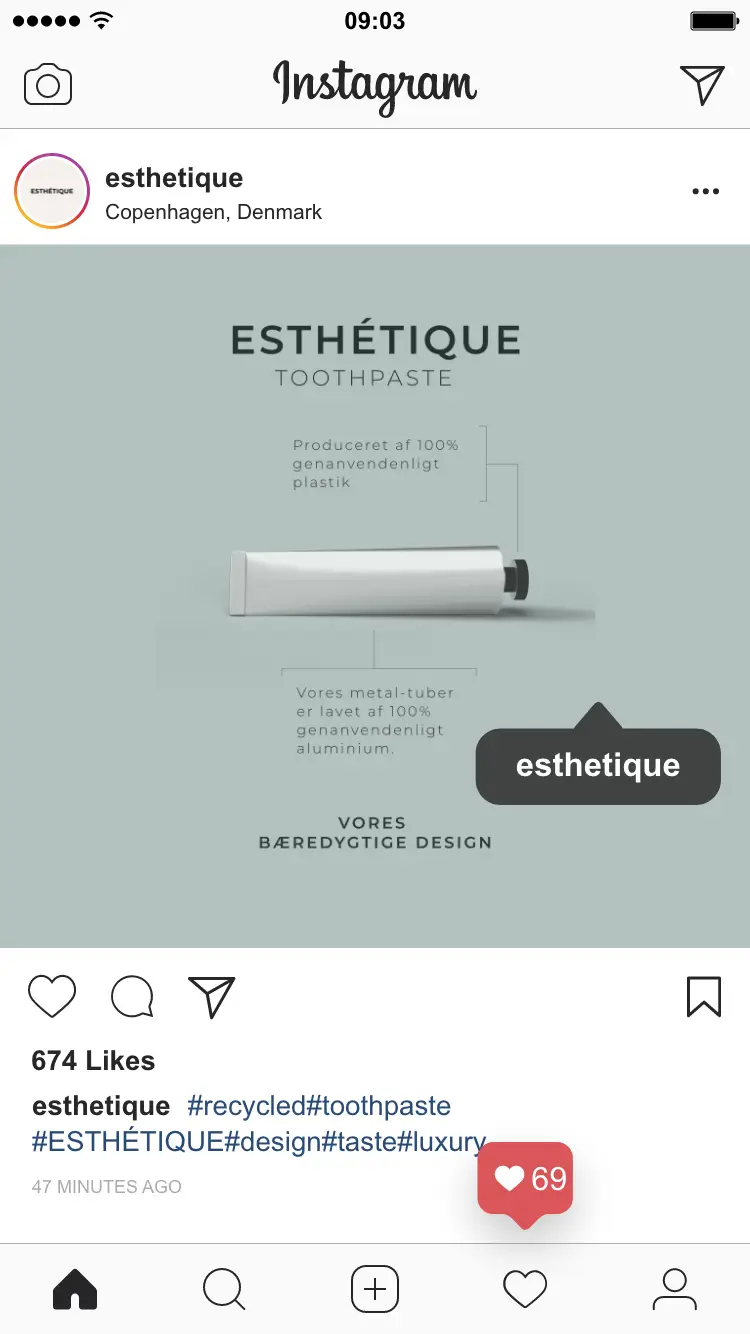 09:03
Instagram
ESTHÉTIQUE
esthetique
Copenhagen, Denmark
ESTHÉTIQUE
TOOTHPASTE
Produceret af 100%
genanvendenligt
plastik
Vores metal-tuber
er lavet af 100%
genanvendenligt
aluminium.
esthetique
VORES
BÆREDYGTIGE DESIGN
674 Likes
esthetique #recycled#toothpaste
#ESTHÉTIQUE#design#taste#luxury
69
47 MINUTES AGO